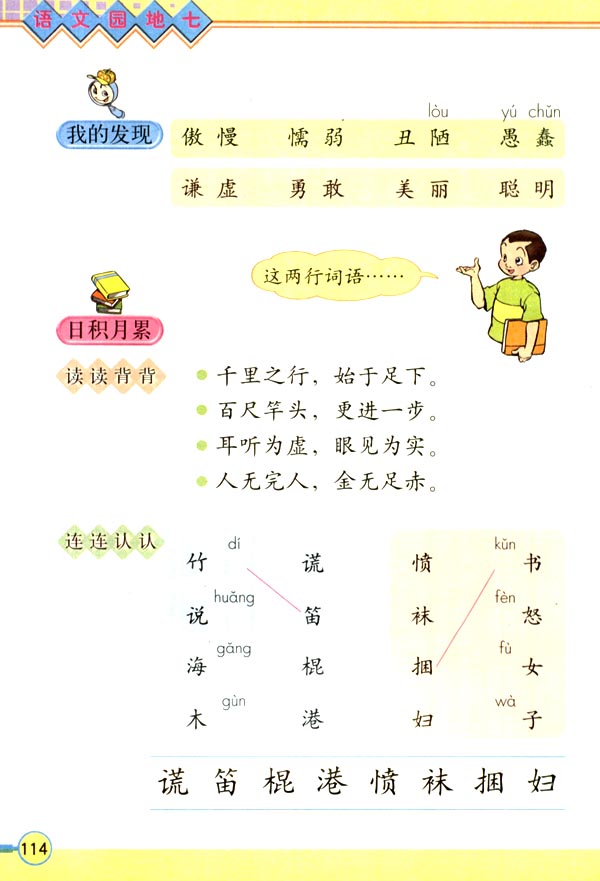 语文园地七
lòu yú chǔn
我的发现 傲慢 懦弱 丑陋 愚蠢
谦虚 勇敢 美丽 聪明
这两行词语……
日积月累
读读背背 千里之行，始于足下。
百尺竿头，更进一步。
耳听为虚，眼见为实。
人无完人，金无足赤。
连连认认
dí kǔn
竹 谎 愤 书
huǎng fèn
说 笛 袜 怒
gǎng fù
海 棍 捆 女
gùn wà
木 港 妇 子
谎 笛 棍 港 愤 袜 捆 妇
114